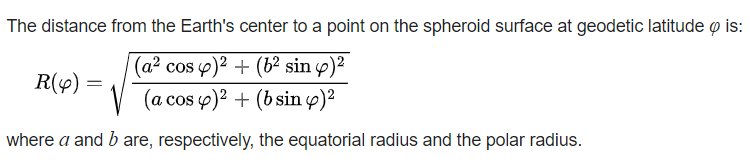 The distance from the Earth's center to a point on the spheroid surface at geodetic latitude φ is:
R(φ) = √(((a² cos φ)² + (b² sin φ)²) / ((a cos φ)² + (b sin φ)²))
where a and b are, respectively, the equatorial radius and the polar radius.